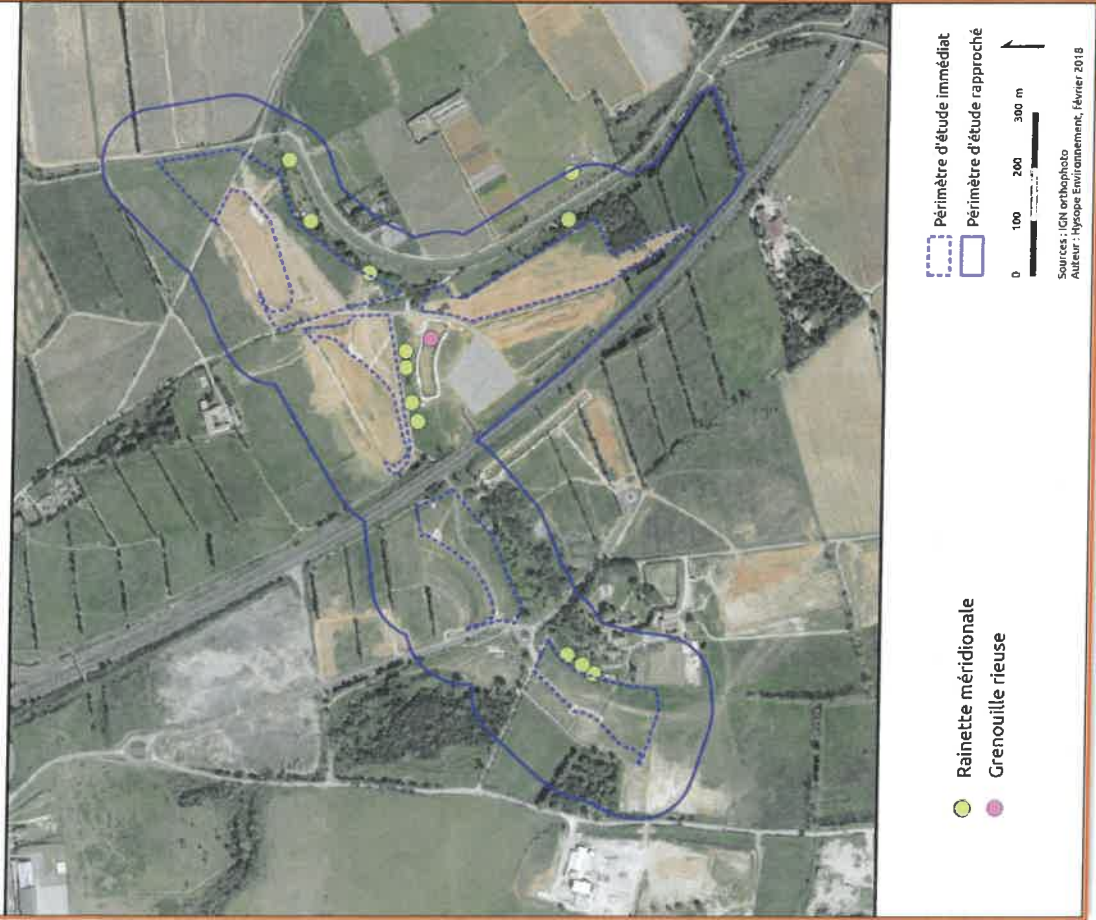 Rainette méridionale
Grenouille rieuse
Périmètre d'étude immédiat
Périmètre d'étude rapproché
0 100 200 300 m
Sources : IGN orthophoto
Auteur : Hysope Environnement, février 2018